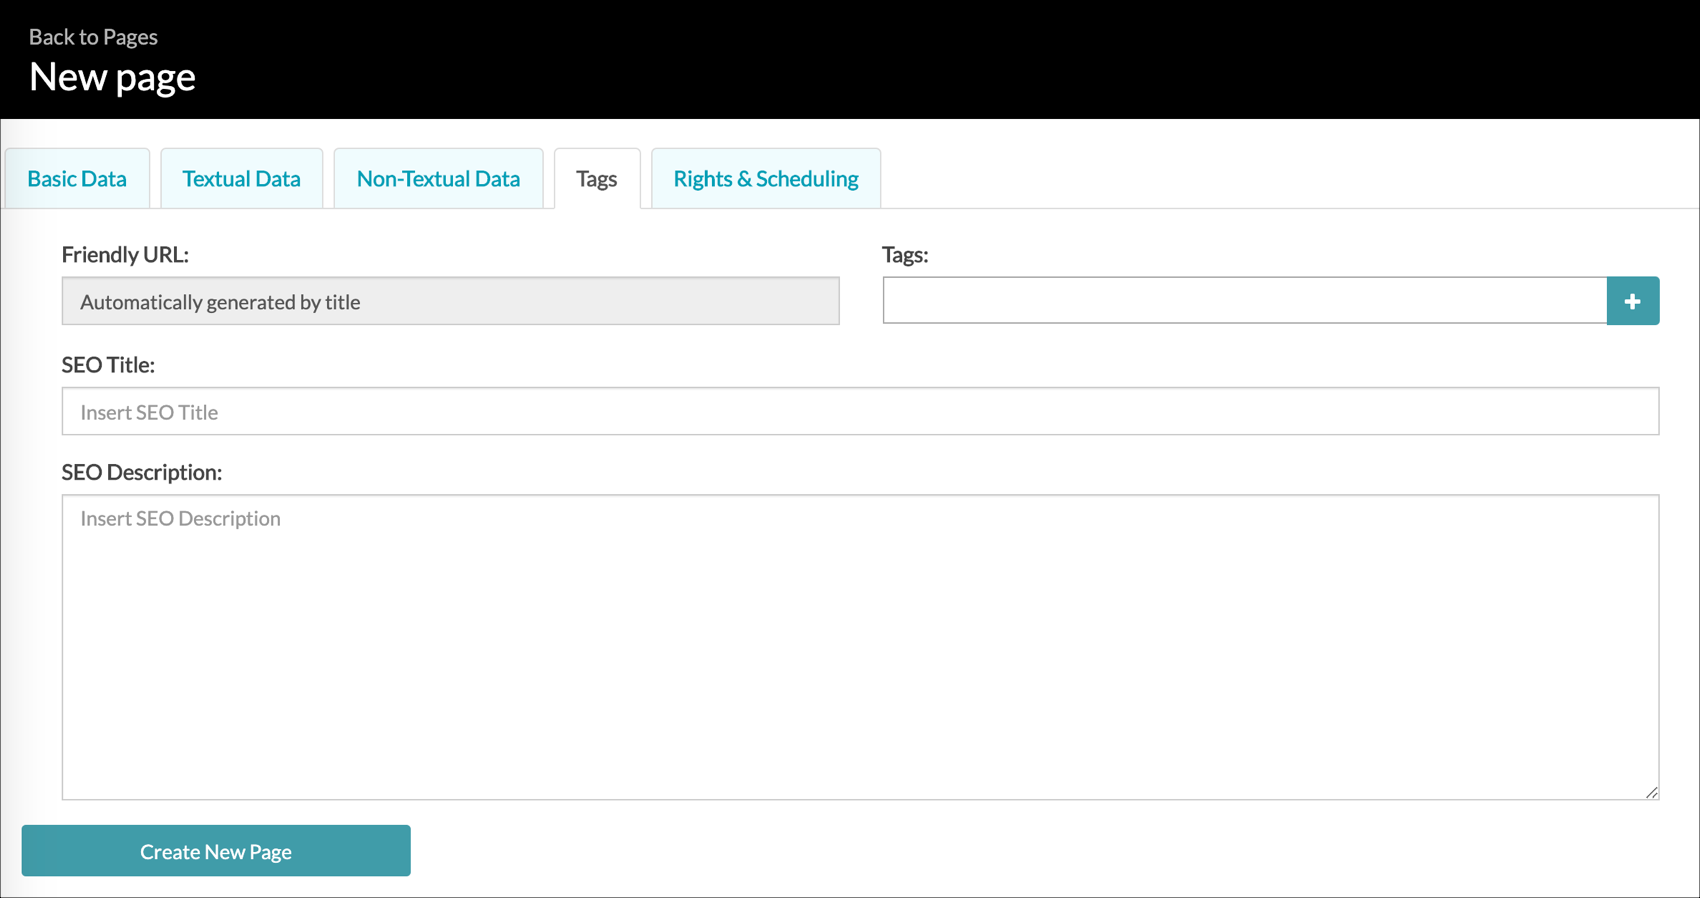 Back to Pages
New page
Basic Data
Textual Data
Non-Textual Data
Tags
Rights & Scheduling
Friendly URL:
Tags:
Automatically generated by title
SEO Title:
Insert SEO Title
SEO Description:
Insert SEO Description
Create New Page